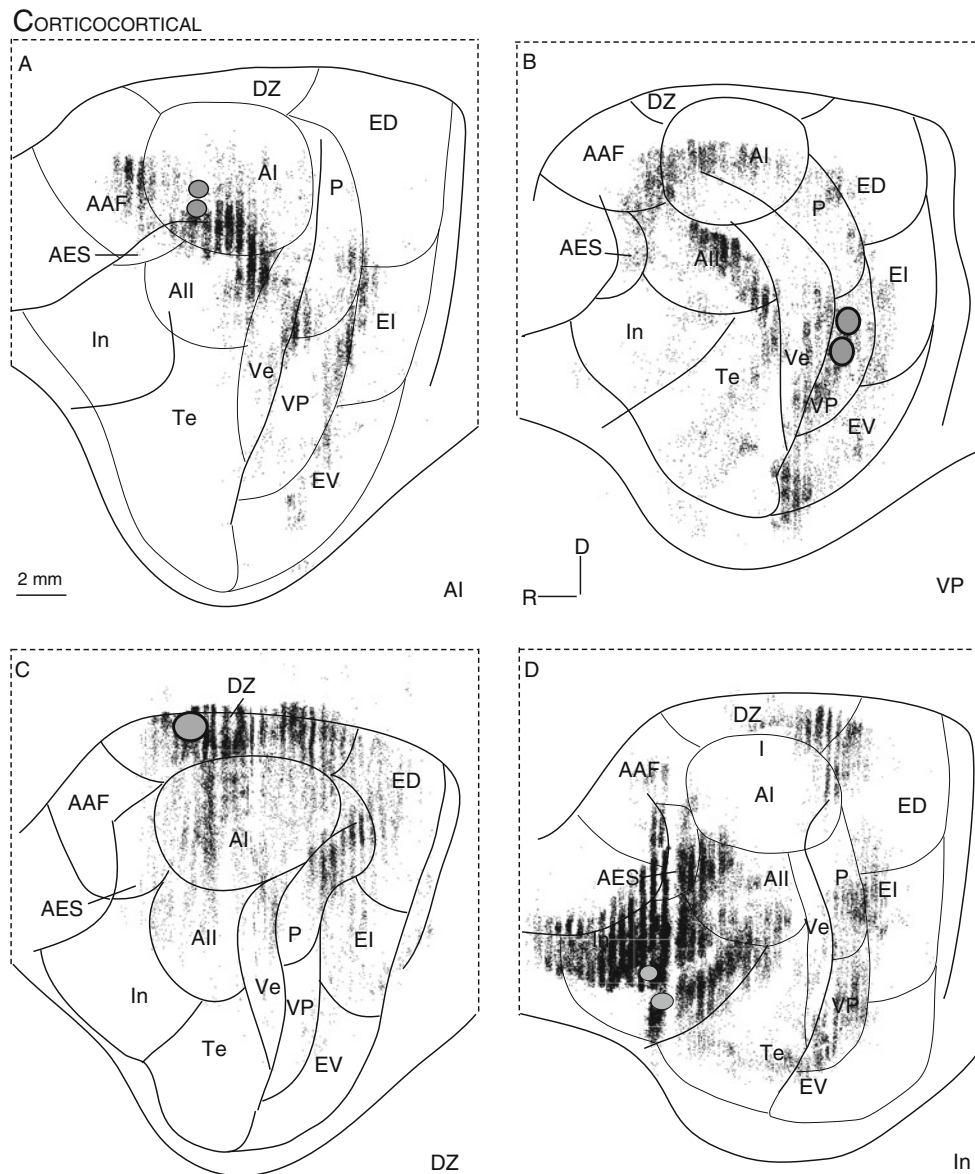 CORTICOCORTICAL
A
DZ
ED
AI
P
AAF
AES
AII
EI
In
Ve
Te
VP
EV
2 mm
AI
B
DZ
AAF
AI
ED
P
AES
AII
EI
In
Ve
Te
VP
EV
D
R
VP
C
DZ
ED
AAF
AI
AES
AII
P
EI
In
Ve
VP
Te
EV
DZ
D
DZ
I
AAF
AI
ED
AES
AII
P
EI
In
Ve
VP
Te
EV
In